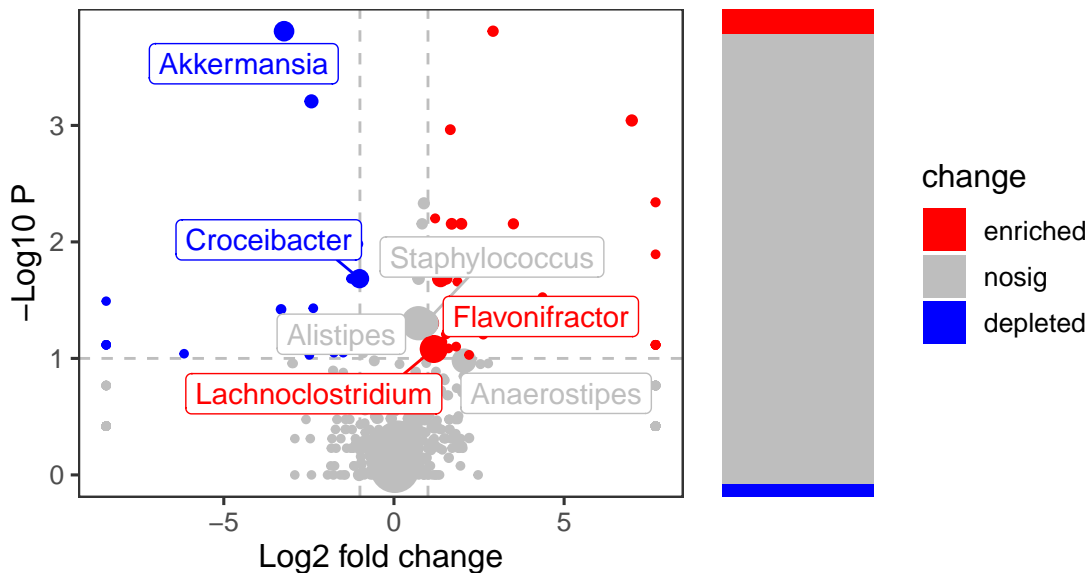 Akkermansia
Croceibacter
Staphylococcus
Alistipes
Flavonifractor
Lachnoclostridium
Anaerostipes
3
2
1
0
−5
0
5
−Log10 P
Log2 fold change
change
enriched
nosig
depleted